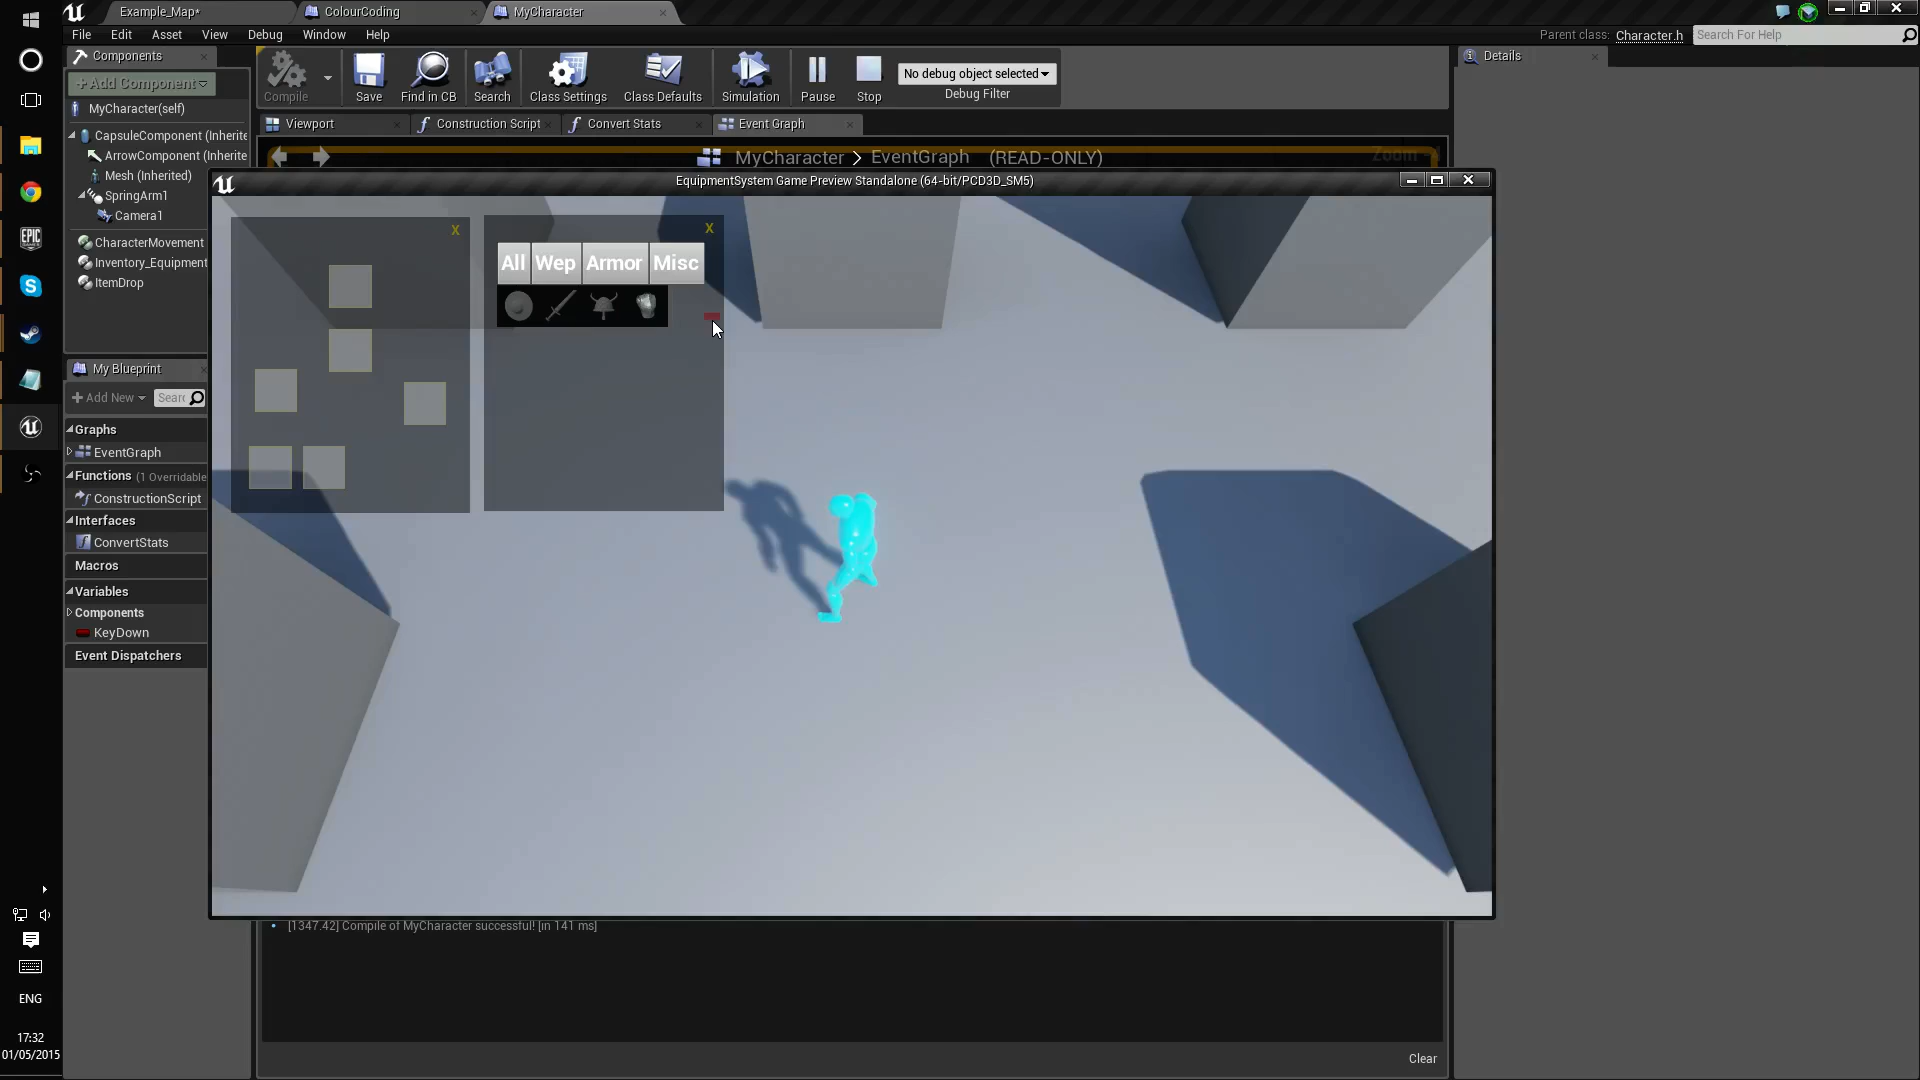 Example_Map*
ColourCoding
MyCharacter
File Edit Asset View Debug Window Help
Parent class: Character.h
Search For Help
Components
+Add Component
MyCharacter(self)
CapsuleComponent (Inherite
ArrowComponent (Inherite
Mesh (Inherited)
SpringArm1
Camera1
CharacterMovement
Inventory_Equipment
ItemDrop
My Blueprint
+ Add New
Searc
Graphs
EventGraph
Functions (1 Overridable
ConstructionScript
Interfaces
ConvertStats
Macros
Variables
Components
KeyDown
Event Dispatchers
Compile
Save
Find in CB
Search
Class Settings
Class Defaults
Simulation
Pause
Stop
No debug object selected
Debug Filter
Details
Viewport
Construction Script
Convert Stats
Event Graph
MyCharacter > EventGraph (READ-ONLY)
Zoom -4
EquipmentSystem Game Preview Standalone (64-bit/PCD3D_SM5)
X
X
All Wep Armor Misc
[1347.42] Compile of MyCharacter successful! [in 141 ms]
Clear
EPIC
GAMES
ENG
17:32
01/05/2015